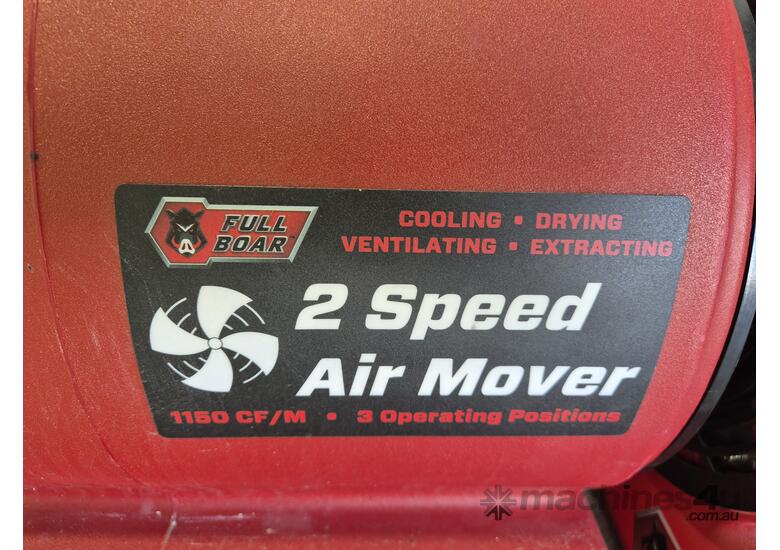 FULL
BOAR
COOLING • DRYING
VENTILATING • EXTRACTING
2 Speed
Air Mover
1150 CF/M • 3 Operating Positions
machines4u
.com.au